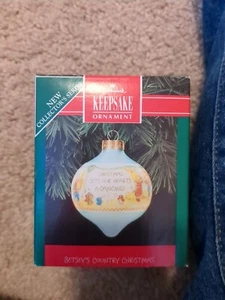 NEW
COLLECTOR'S SERIES
Hallmark
KEEPSAKE
ORNAMENT
BETSEY'S COUNTRY CHRISTMAS